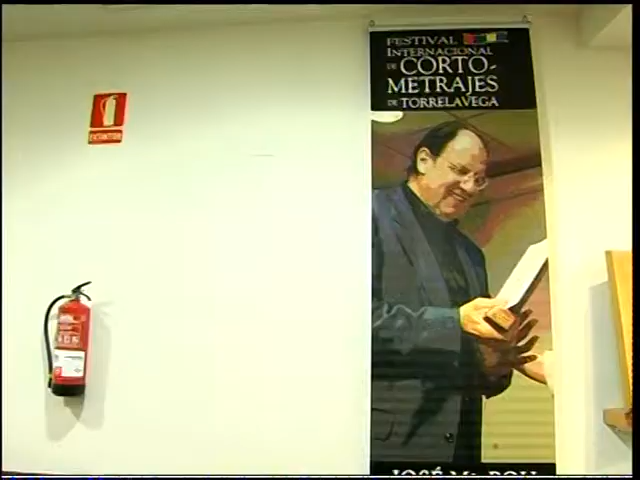 FESTIVAL
INTERNACIONAL
DE CORTO-
METRAJES
DE TORRELAVEGA
EXTINTOR